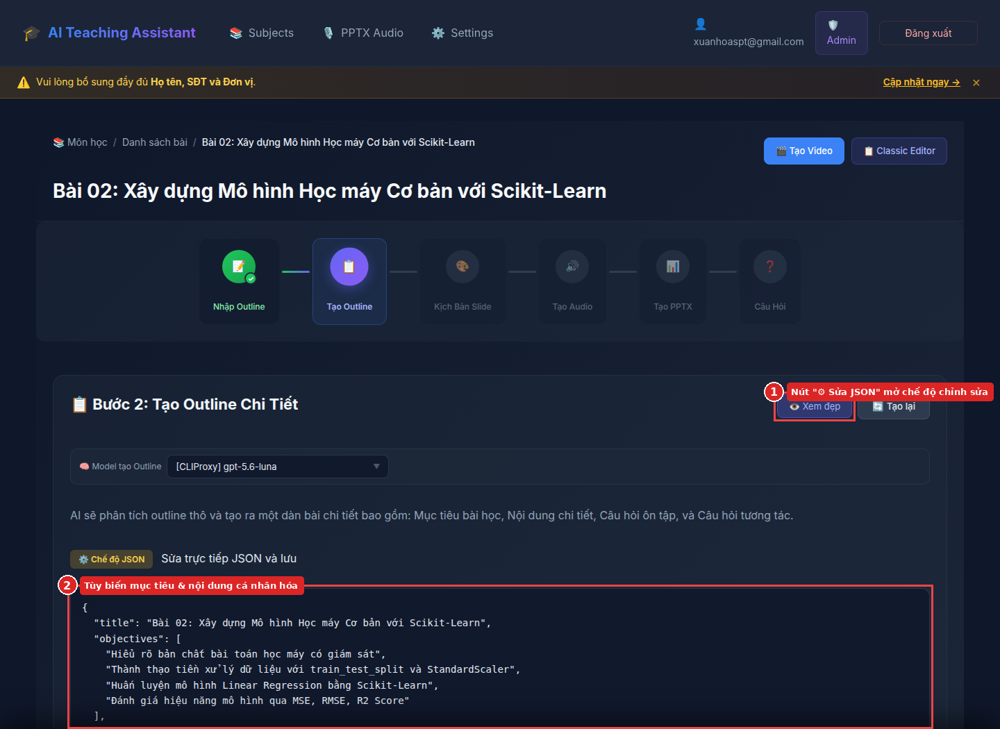 AI Teaching Assistant
Subjects
PPTX Audio
Settings
xuanhoaspt@gmail.com
Admin
Đăng xuất
Vui lòng bổ sung đầy đủ Họ tên, SĐT và Đơn vị.
Cập nhật ngay →
Môn học / Danh sách bài / Bài 02: Xây dựng Mô hình Học máy Cơ bản với Scikit-Learn
Tạo Video
Classic Editor
Bài 02: Xây dựng Mô hình Học máy Cơ bản với Scikit-Learn
Nhập Outline
Tạo Outline
Kịch Bản Slide
Tạo Audio
Tạo PPTX
Câu Hỏi
Bước 2: Tạo Outline Chi Tiết
1 Nút "⚙ Sửa JSON" mở chế độ chỉnh sửa
Xem đẹp
Tạo lại
Model tạo Outline
[CLIProxy] gpt-5.6-luna
AI sẽ phân tích outline thô và tạo ra một dàn bài chi tiết bao gồm: Mục tiêu bài học, Nội dung chi tiết, Câu hỏi ôn tập, và Câu hỏi tương tác.
Chế độ JSON
Sửa trực tiếp JSON và lưu
2 Tùy biến mục tiêu & nội dung cá nhân hóa
{
"title": "Bài 02: Xây dựng Mô hình Học máy Cơ bản với Scikit-Learn",
"objectives": [
"Hiểu rõ bản chất bài toán học máy có giám sát",
"Thành thạo tiền xử lý dữ liệu với train_test_split và StandardScaler",
"Huấn luyện mô hình Linear Regression bằng Scikit-Learn",
"Đánh giá hiệu năng mô hình qua MSE, RMSE, R2 Score"
],